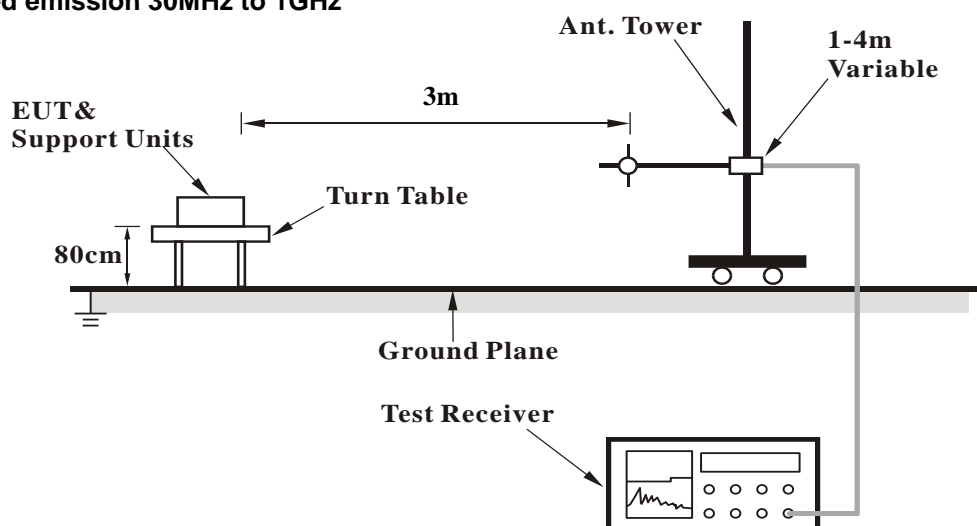 ed emission 30MHz to 1GHz
Ant. Tower
1-4m
Variable
3m
EUT&
Support Units
Turn Table
80cm
Ground Plane
Test Receiver